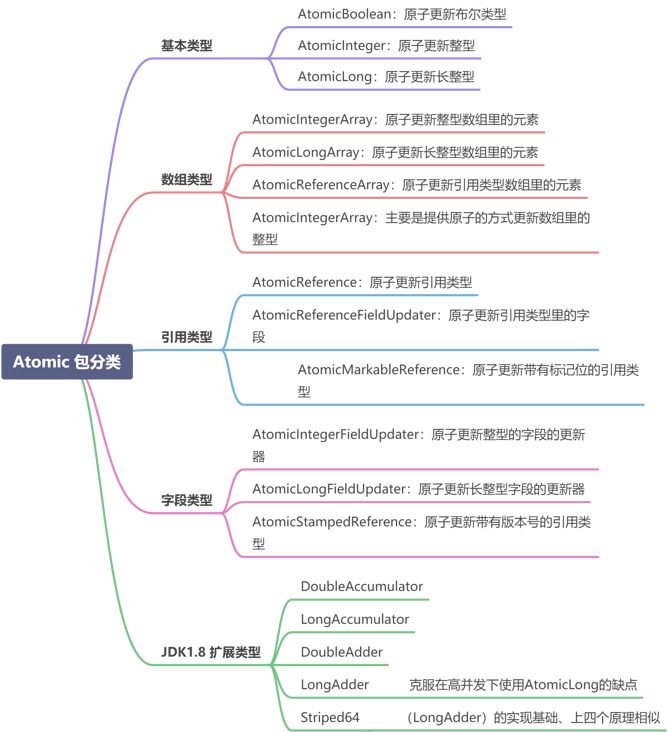 Atomic 包分类
基本类型
AtomicBoolean：原子更新布尔类型
AtomicInteger：原子更新整型
AtomicLong：原子更新长整型
数组类型
AtomicIntegerArray：原子更新整型数组里的元素
AtomicLongArray：原子更新长整型数组里的元素
AtomicReferenceArray：原子更新引用类型数组里的元素
AtomicIntegerArray：主要是提供原子的方式更新数组里的
整型
引用类型
AtomicReference：原子更新引用类型
AtomicReferenceFieldUpdater：原子更新引用类型里的字
段
AtomicMarkableReference：原子更新带有标记位的引用类
型
字段类型
AtomicIntegerFieldUpdater：原子更新整型的字段的更新
器
AtomicLongFieldUpdater：原子更新长整型字段的更新器
AtomicStampedReference：原子更新带有版本号的引用类
型
JDK1.8 扩展类型
DoubleAccumulator
LongAccumulator
DoubleAdder
LongAdder 克服在高并发下使用AtomicLong的缺点
Striped64 （LongAdder）的实现基础、上四个原理相似